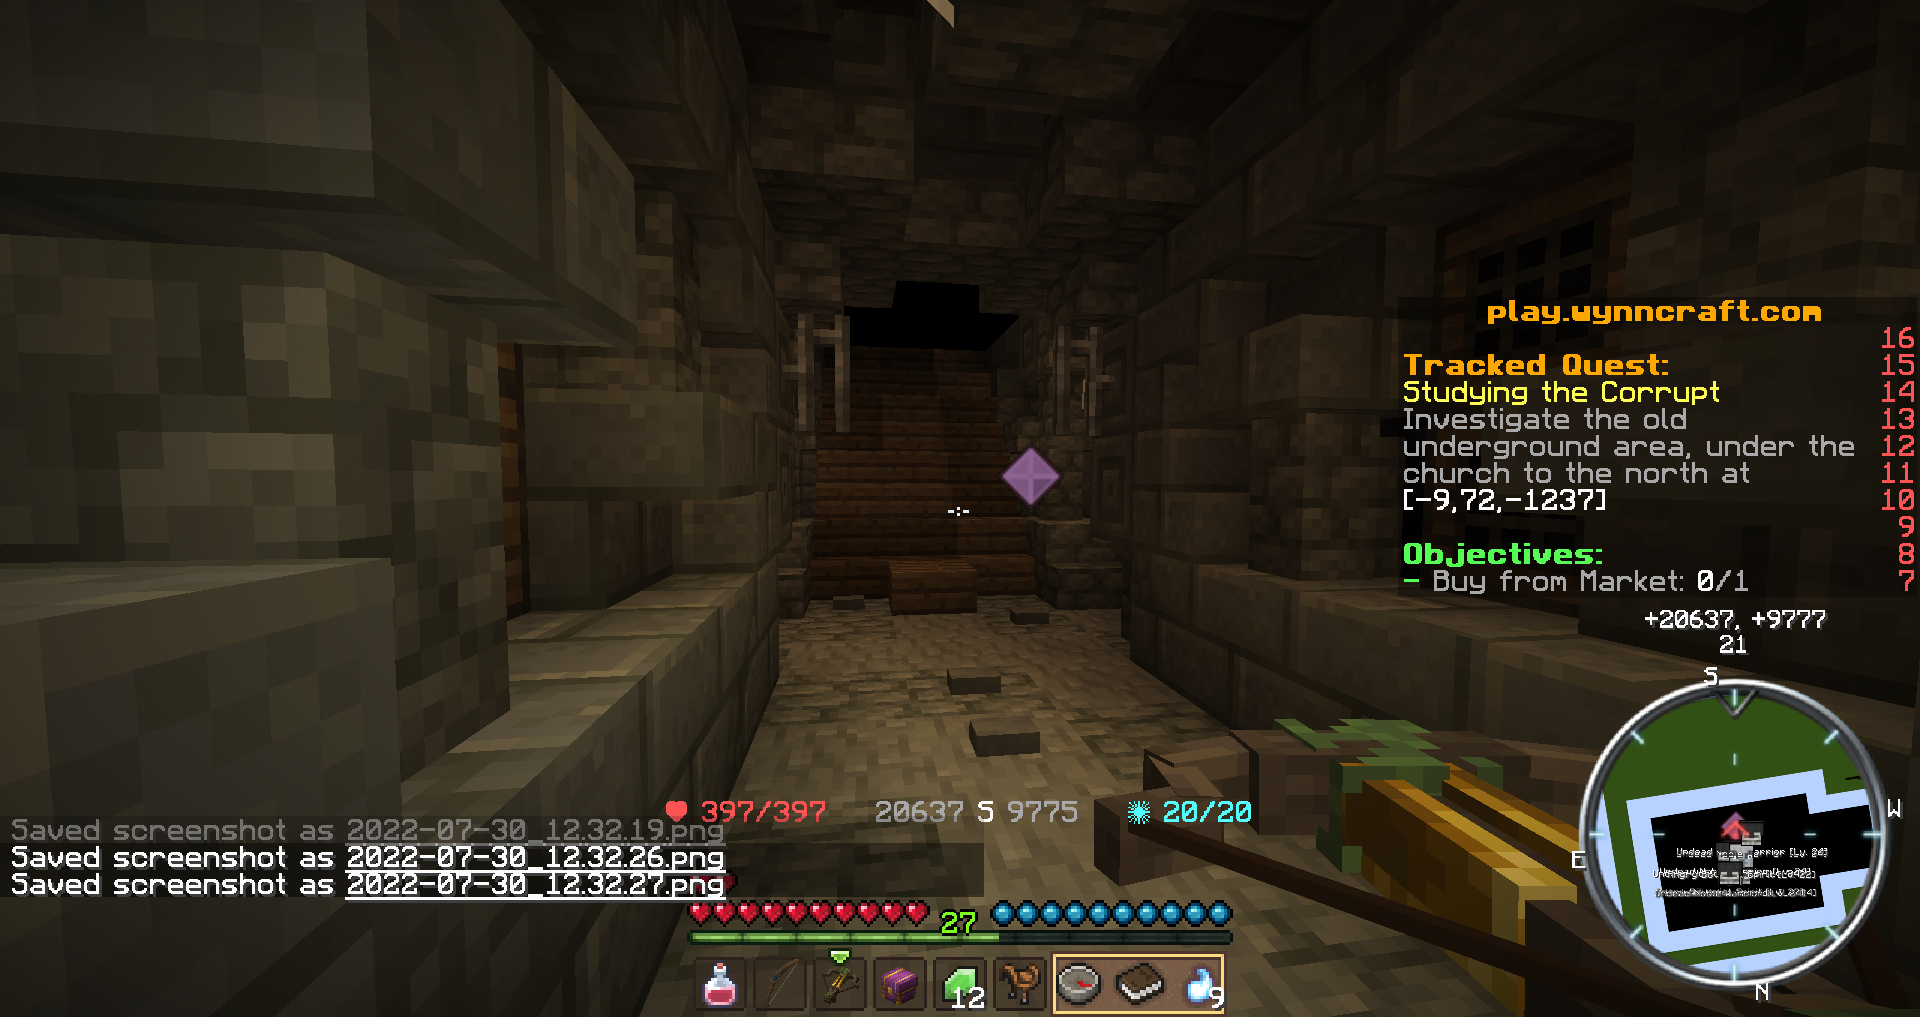 play.wynncraft.com
16
Tracked Quest: 15
Studying the Corrupt 14
Investigate the old 13
underground area, under the 12
church to the north at 11
[-9,72,-1237] 10
9
Objectives: 8
- Buy from Market: 0/1 7
+20637, +9777
21
S
W
E
N
Undead
397/397 20637 S 9775 20/20
Saved screenshot as 2022-07-30_12.32.19.png
Saved screenshot as 2022-07-30_12.32.26.png
Saved screenshot as 2022-07-30_12.32.27.png
27
12
9